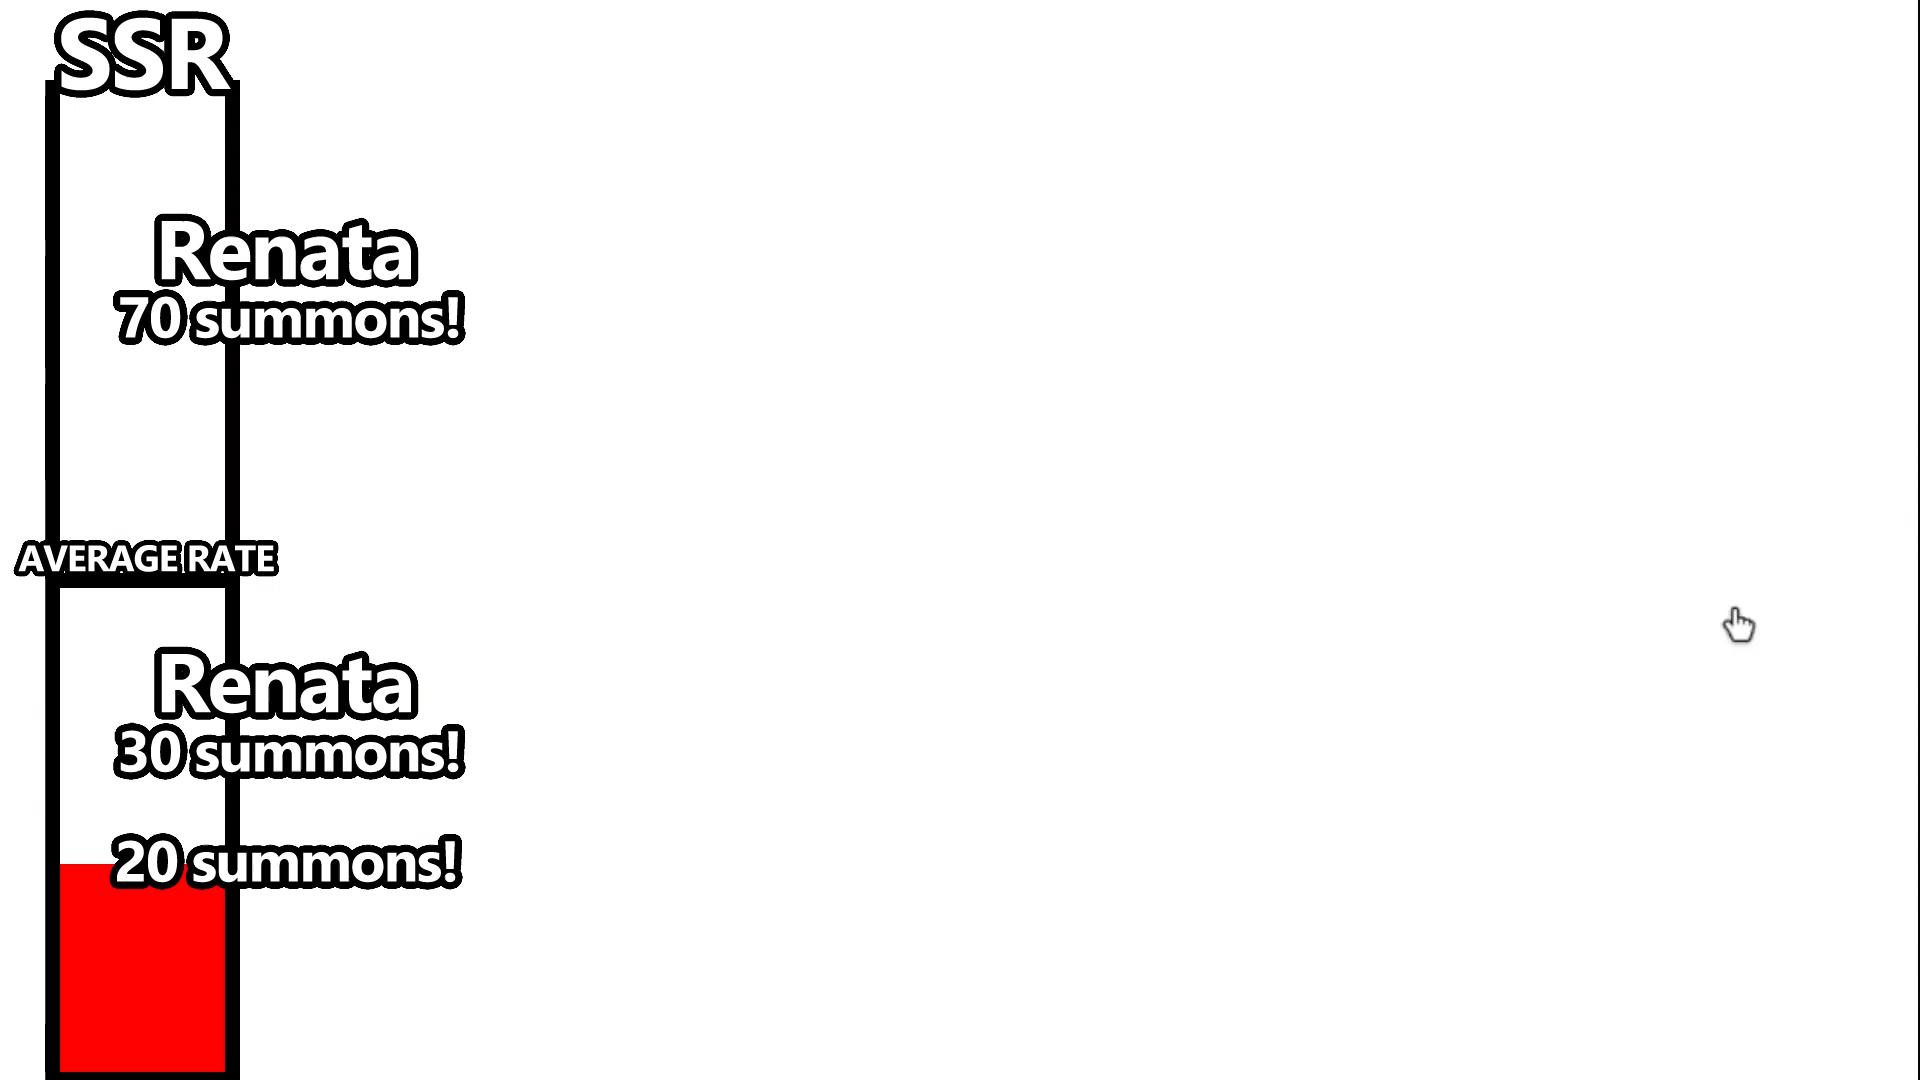 SSR
Renata
70 summons!
AVERAGE RATE
Renata
30 summons!
20 summons!